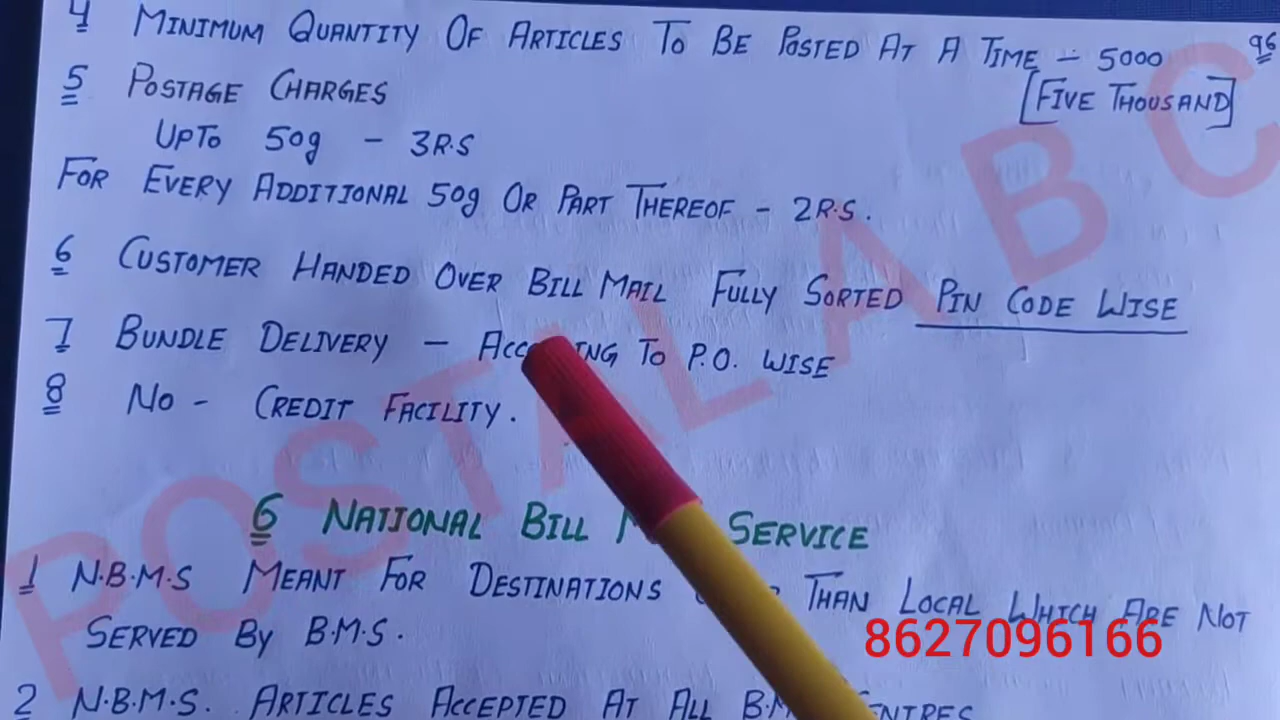 4 MINIMUM QUANTITY OF ARTICLES TO BE POSTED AT A TIME - 5000 96
[FIVE THOUSAND]
5 POSTAGE CHARGES
UPTO 50g - 3R.S
FOR EVERY ADDITIONAL 50g OR PART THEREOF - 2R.S.
6 CUSTOMER HANDED OVER BILL MAIL FULLY SORTED PIN CODE WISE
7 BUNDLE DELIVERY - TO P.O. WISE
8 NO - CREDIT FACILITY.
6 NATIONAL BILL SERVICE
1 N.B.M.S MEANT FOR DESTINATIONS THAN LOCAL WHICH ARE NOT
SERVED BY B.M.S.
8627096166
2 N.B.M.S. ARTICLES ACCEPTED AT ALL
POSTAL ABC